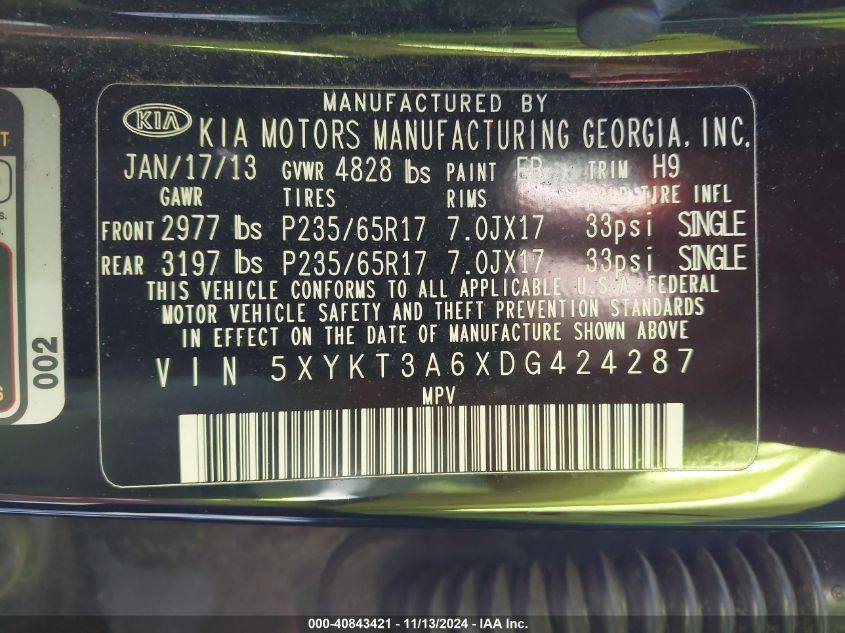 MANUFACTURED BY
KIA KIA MOTORS MANUFACTURING GEORGIA, INC.
JAN/17/13 GVWR 4828 lbs PAINT EB TRIM H9
GAWR TIRES RIMS COLD TIRE INFL
FRONT 2977 lbs P235/65R17 7.0JX17 33psi SINGLE
REAR 3197 lbs P235/65R17 7.0JX17 33psi SINGLE
THIS VEHICLE CONFORMS TO ALL APPLICABLE U.S.A. FEDERAL
MOTOR VEHICLE SAFETY AND THEFT PREVENTION STANDARDS
IN EFFECT ON THE DATE OF MANUFACTURE SHOWN ABOVE
VIN 5XYKT3A6XDG424287
MPV
002
000-40843421 - 11/13/2024 - IAA Inc.